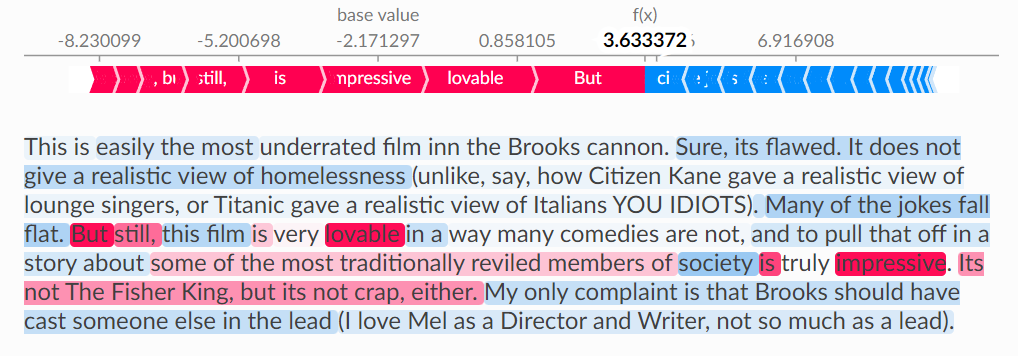 base value f(x)
-8.230099 -5.200698 -2.171297 0.858105 3.633372 6.916908
still, is mpressive lovable But ci s
This is easily the most underrated film inn the Brooks cannon. Sure, its flawed. It does not
give a realistic view of homelessness (unlike, say, how Citizen Kane gave a realistic view of
lounge singers, or Titanic gave a realistic view of Italians YOU IDIOTS). Many of the jokes fall
flat. But still, this film is very lovable in a way many comedies are not, and to pull that off in a
story about some of the most traditionally reviled members of society is truly impressive. Its
not The Fisher King, but its not crap, either. My only complaint is that Brooks should have
cast someone else in the lead (I love Mel as a Director and Writer, not so much as a lead).